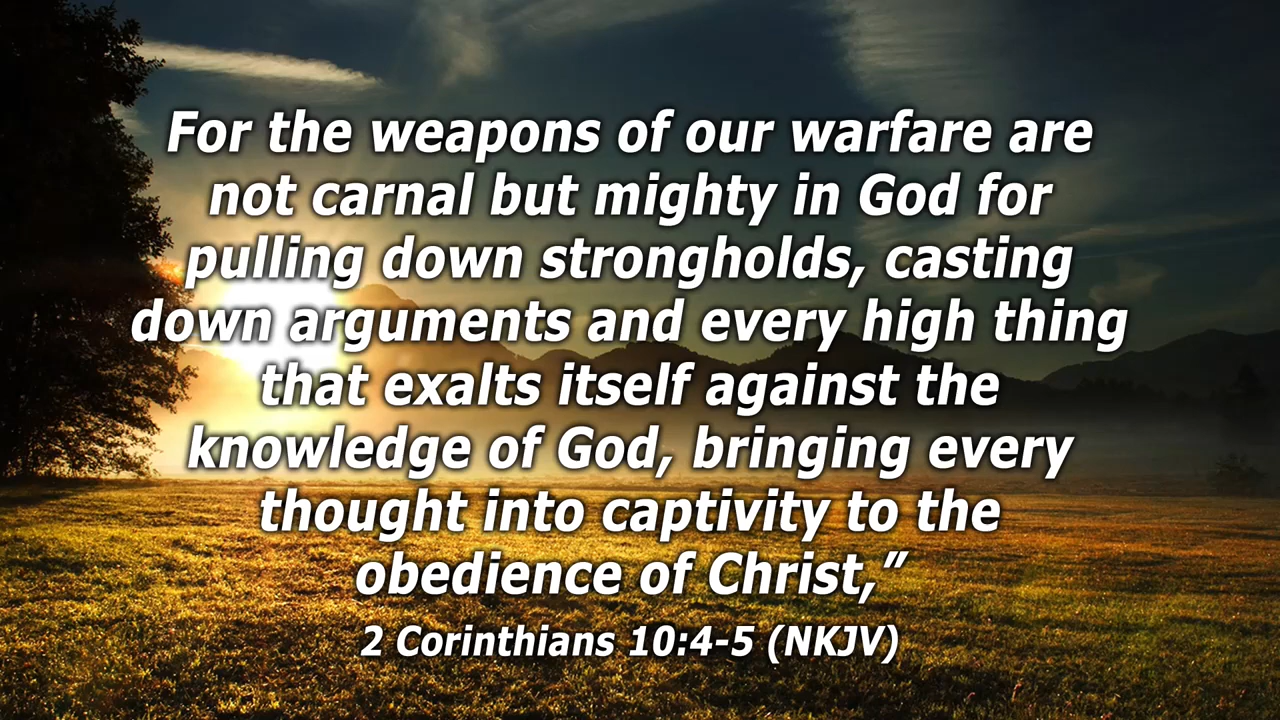 For the weapons of our warfare are
not carnal but mighty in God for
pulling down strongholds, casting
down arguments and every high thing
that exalts itself against the
knowledge of God, bringing every
thought into captivity to the
obedience of Christ,”
2 Corinthians 10:4-5 (NKJV)